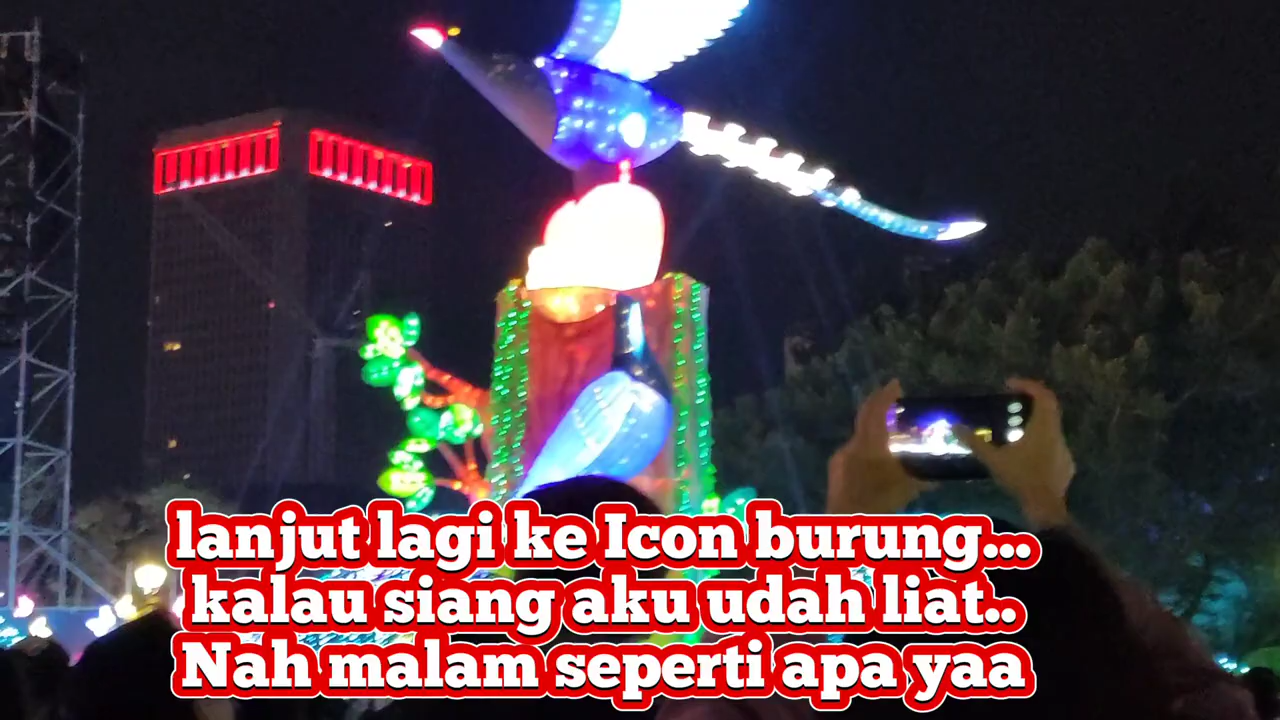 lanjut lagi ke Icon burung...
kalau siang aku udah liat..
Nah malam seperti apa yaa